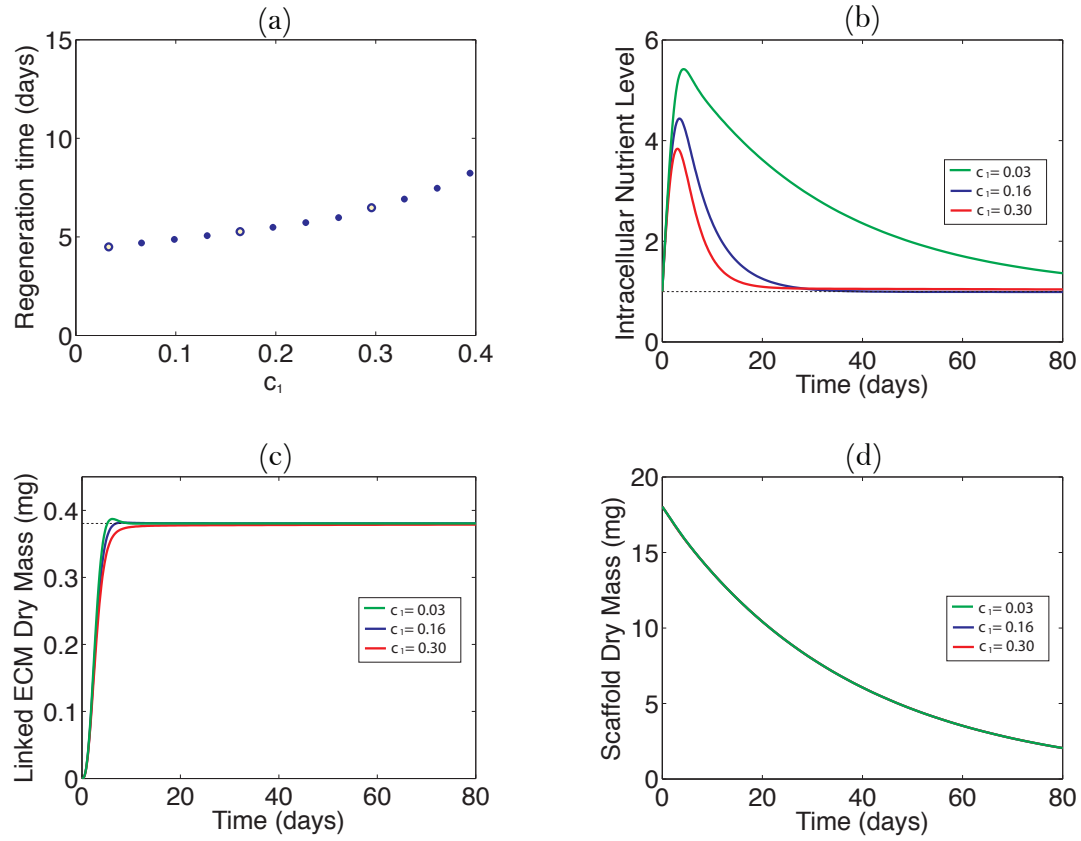 (a)
15
10
5
0
Regeneration time (days)
0 0.1 0.2 0.3 0.4
c₁
(b)
6
4
2
0
Intracellular Nutrient Level
c₁= 0.03
c₁= 0.16
c₁= 0.30
0 20 40 60 80
Time (days)
(c)
0.4
0.3
0.2
0.1
0
Linked ECM Dry Mass (mg)
c₁= 0.03
c₁= 0.16
c₁= 0.30
0 20 40 60 80
Time (days)
(d)
20
15
10
5
0
Scaffold Dry Mass (mg)
c₁= 0.03
c₁= 0.16
c₁= 0.30
0 20 40 60 80
Time (days)